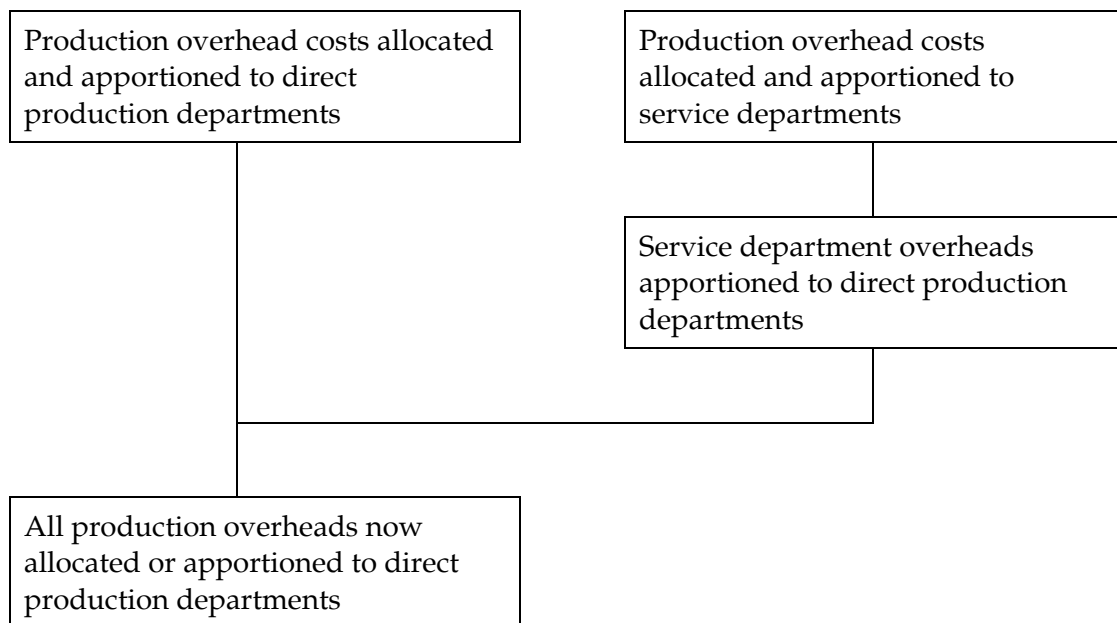 Production overhead costs allocated
and apportioned to direct
production departments
Production overhead costs
allocated and apportioned to
service departments
Service department overheads
apportioned to direct production
departments
All production overheads now
allocated or apportioned to direct
production departments